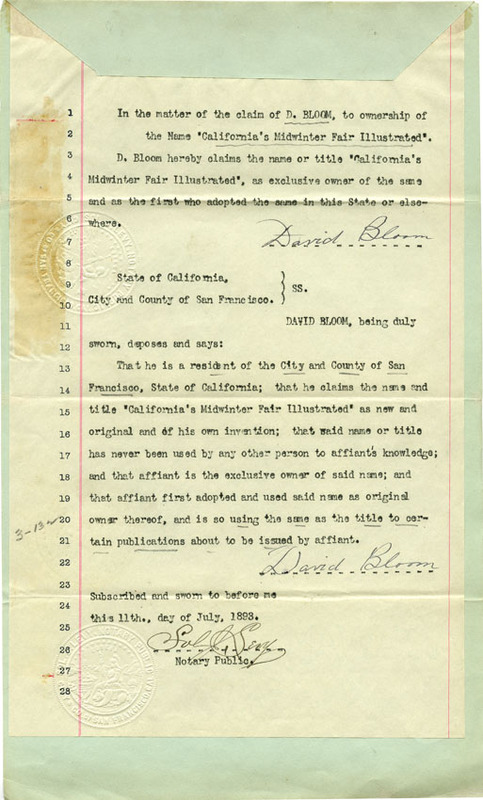 1 In the matter of the claim of D. BLOOM, to ownership of
2 the Name "California's Midwinter Fair Illustrated".
3 D. Bloom hereby claims the name or title "California's
4 Midwinter Fair Illustrated", as exclusive owner of the same
5 and as the first who adopted the same in this State or else-
6 where.
7 David Bloom
8 State of California,
9 SS.
10 City and County of San Francisco.
11 DAVID BLOOM, being duly
12 sworn, deposes and says:
13 That he is a resident of the City and County of San
14 Francisco, State of California; that he claims the name and
15 title "California's Midwinter Fair Illustrated" as new and
16 original and of his own invention; that said name or title
17 has never been used by any other person to affiant's knowledge;
18 and that affiant is the exclusive owner of said name; and
19 that affiant first adopted and used said name as original
3-13-
20 owner thereof, and is so using the same as the title to cer-
21 tain publications about to be issued by affiant.
22 David Bloom
23
Subscribed and sworn to before me
24
this 11th., day of July, 1893.
25
26
27 Notary Public.
28